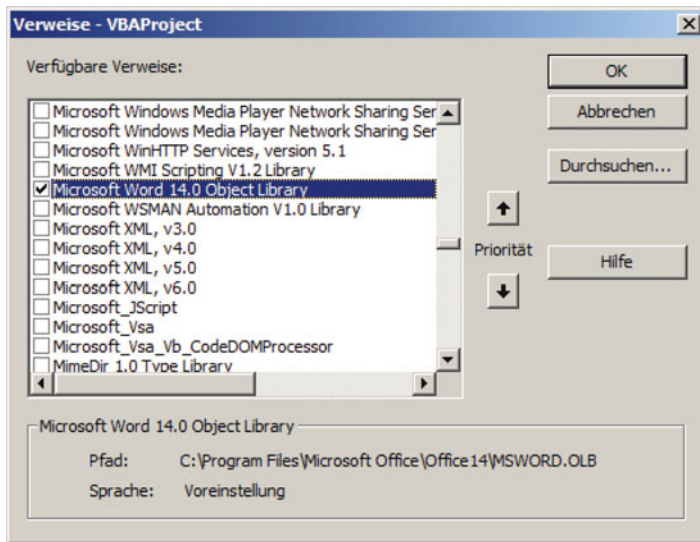 Verweise - VBAProject
Verfügbare Verweise:
OK
Abbrechen
Durchsuchen...
Hilfe
Priorität
Microsoft Windows Media Player Network Sharing Ser
Microsoft Windows Media Player Network Sharing Ser
Microsoft WinHTTP Services, version 5.1
Microsoft WMI Scripting V1.2 Library
Microsoft Word 14.0 Object Library
Microsoft WSMAN Automation V1.0 Library
Microsoft XML, v3.0
Microsoft XML, v4.0
Microsoft XML, v5.0
Microsoft XML, v6.0
Microsoft_JScript
Microsoft_Vsa
Microsoft_Vsa_Vb_CodeDOMProcessor
MimeDir 1.0 Type Library
Microsoft Word 14.0 Object Library
Pfad: C:\Program Files\Microsoft Office\Office14\MSWORD.OLB
Sprache: Voreinstellung